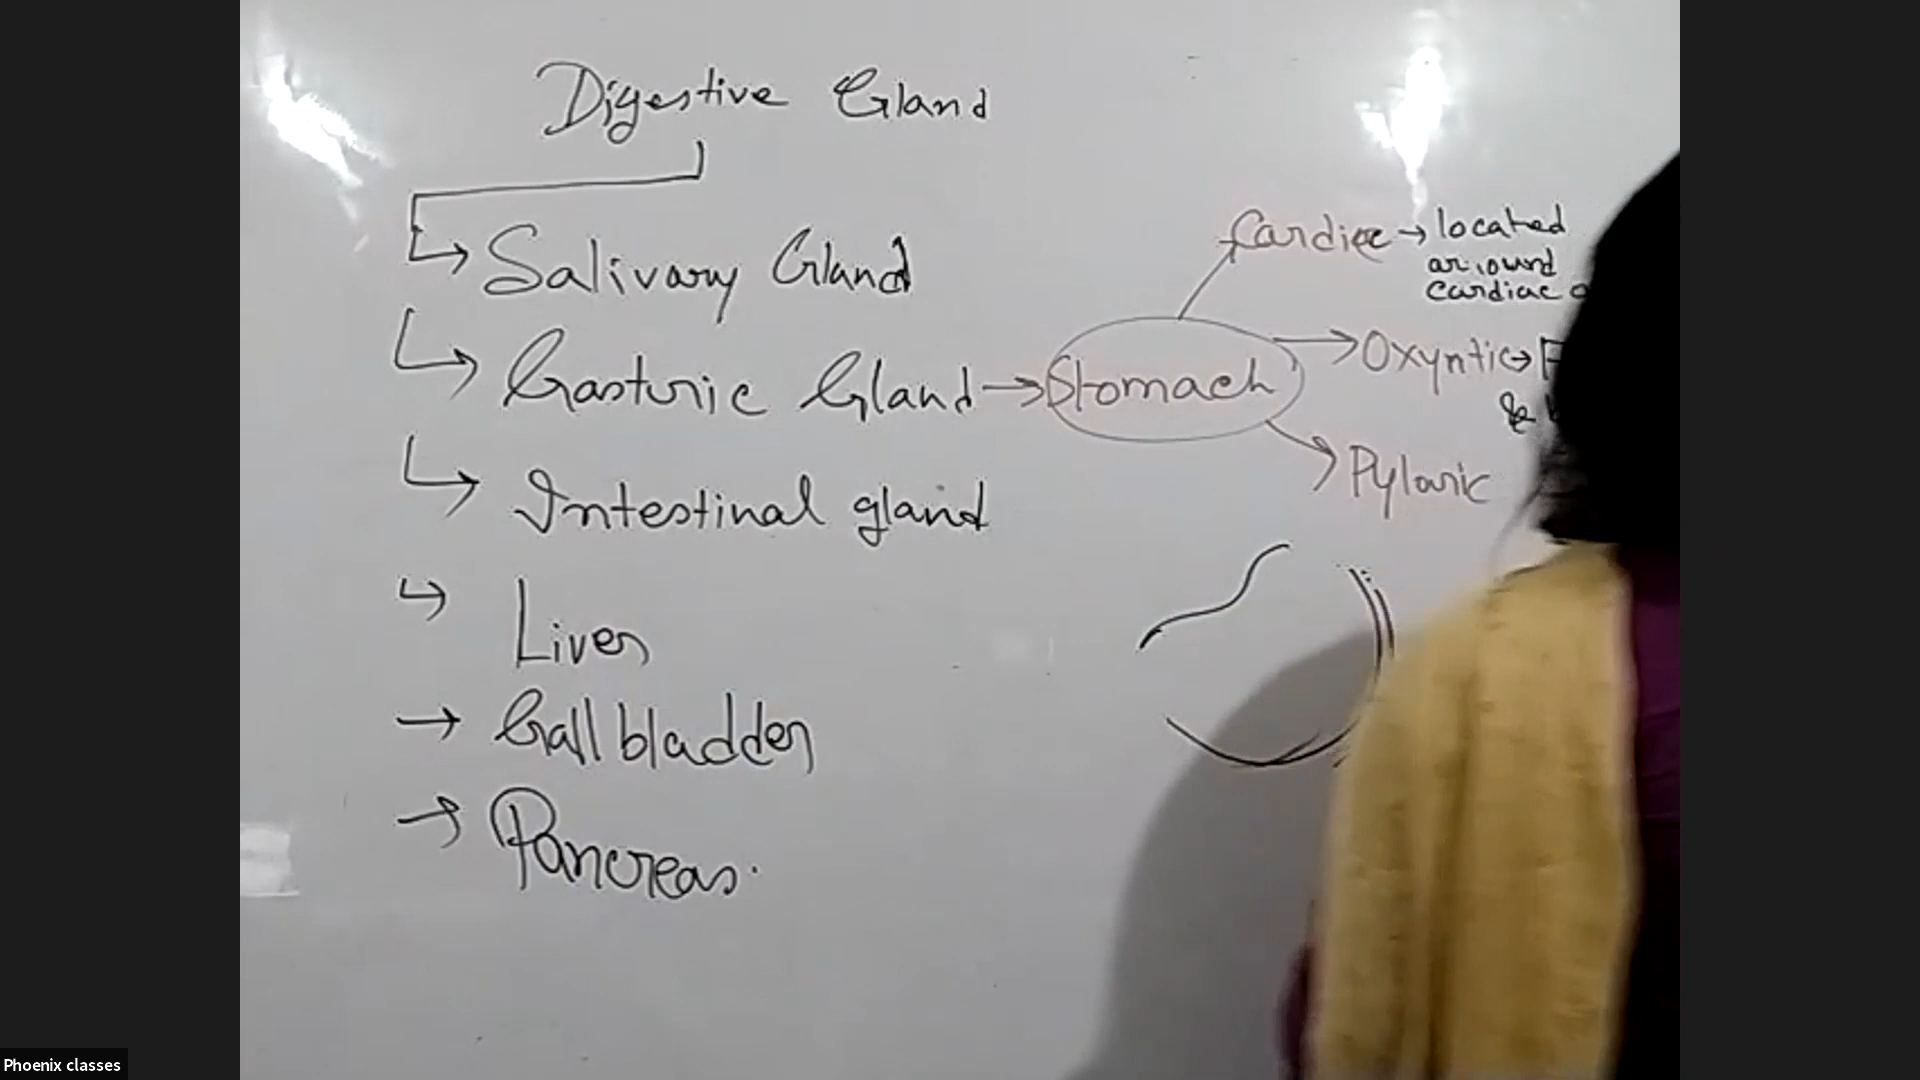 Digestive Gland
Salivary Gland
Gastric Gland → Stomach
Intestinal gland
Liver
Gall bladder
Pancreas.
Cardiac → located
around
cardiac
Oxyntic →
&
Pyloric
Phoenix classes